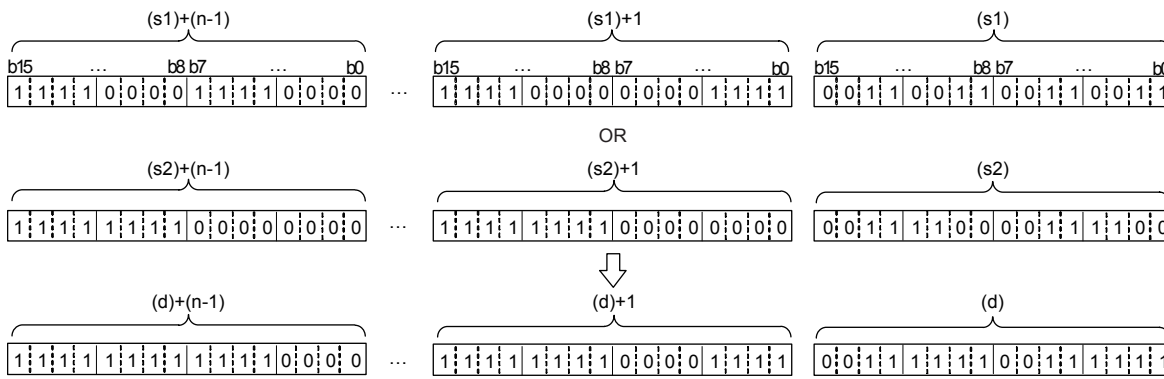 (s1)+(n-1) (s1)+1 (s1)
b15 ... b8 b7 ... b0 b15 ... b8 b7 ... b0 b15 ... b8 b7 ... b0
1 1 1 1 0 0 0 0 1 1 1 1 0 0 0 0 ... 1 1 1 1 0 0 0 0 0 0 0 0 1 1 1 1 0 0 1 1 0 0 1 1 0 0 1 1 0 0 1 1
OR
(s2)+(n-1) (s2)+1 (s2)
1 1 1 1 1 1 1 1 0 0 0 0 0 0 0 0 ... 1 1 1 1 1 1 1 1 0 0 0 0 0 0 0 0 0 0 1 1 1 1 0 0 0 0 1 1 1 1 0 0
(d)+(n-1) (d)+1 (d)
1 1 1 1 1 1 1 1 1 1 1 1 0 0 0 0 ... 1 1 1 1 1 1 1 1 0 0 0 0 1 1 1 1 0 0 1 1 1 1 1 1 0 0 1 1 1 1 1 1